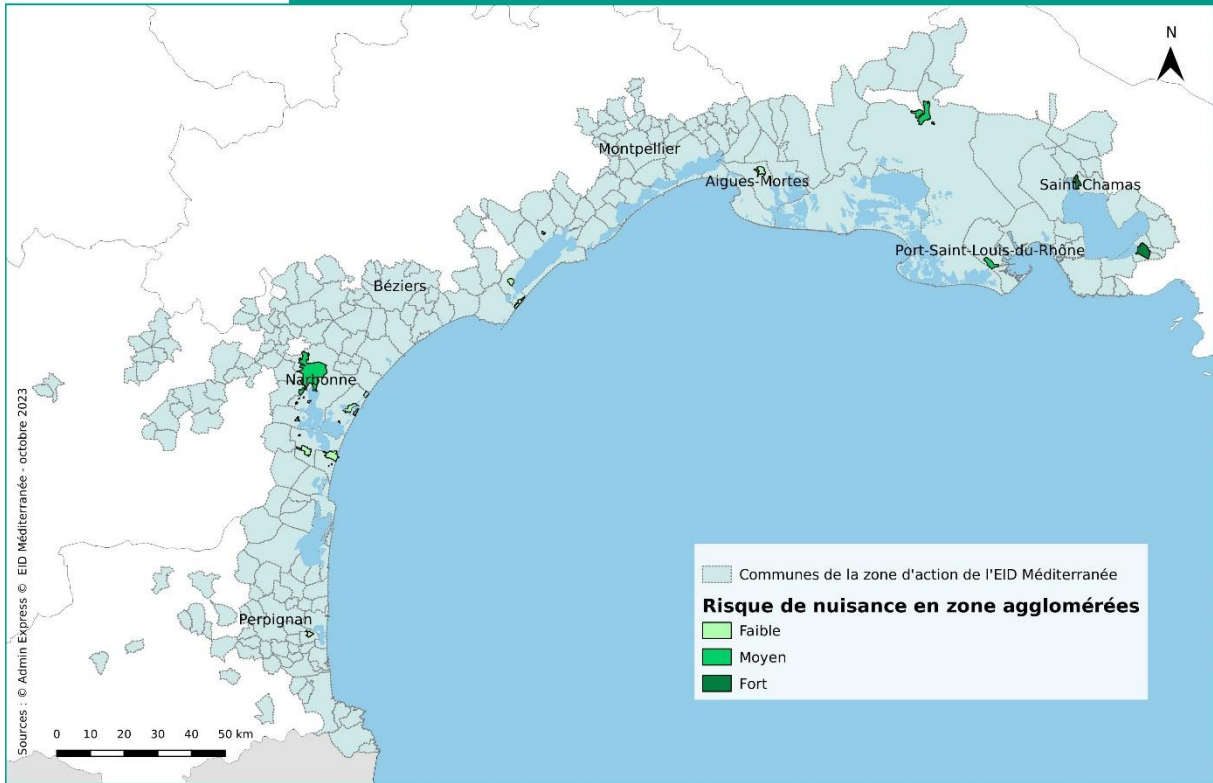 N
Montpellier
Aigues-Mortes
Saint-Chamas
Port-Saint-Louis-du-Rhône
Béziers
Narbonne
Perpignan
Communes de la zone d'action de l'EID Méditerranée
Risque de nuisance en zone agglomérées
Faible
Moyen
Fort
0 10 20 30 40 50 km
Sources : © Admin Express © EID Méditerranée - octobre 2023